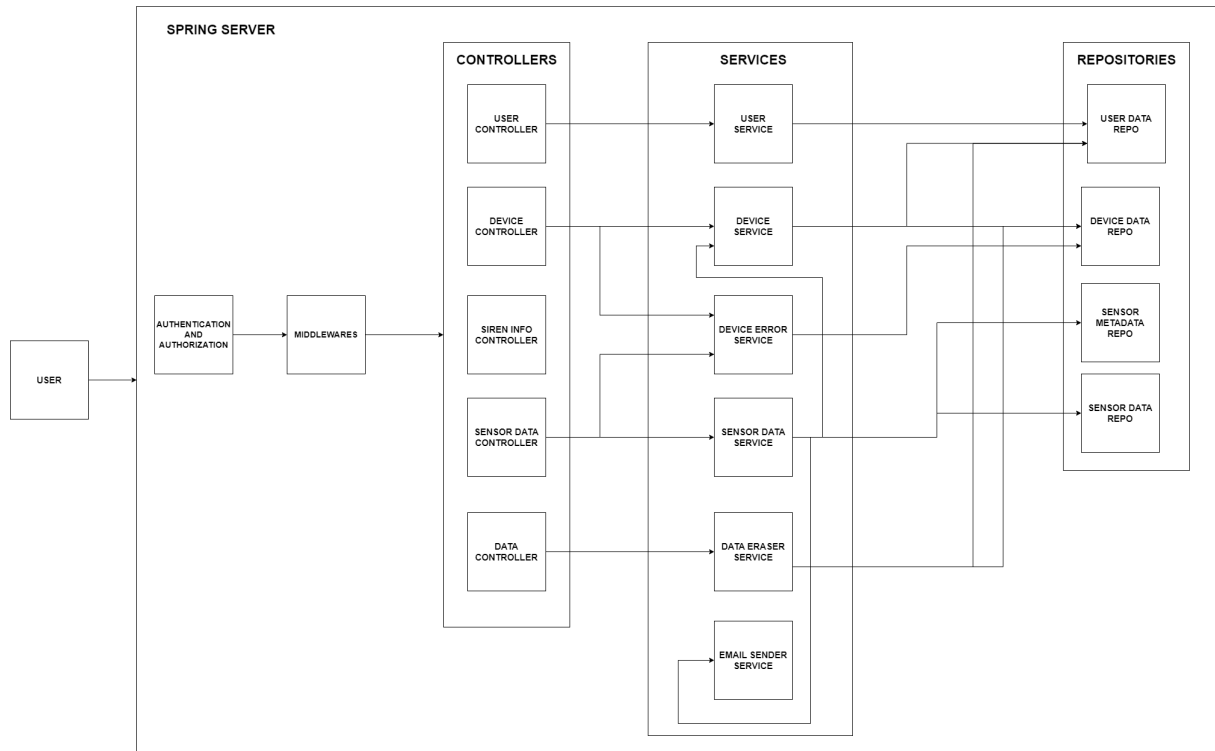 SPRING SERVER
CONTROLLERS
SERVICES
REPOSITORIES
USER
CONTROLLER
USER
SERVICE
USER DATA
REPO
DEVICE
CONTROLLER
DEVICE
SERVICE
DEVICE DATA
REPO
AUTHENTICATION
AND
AUTHORIZATION
MIDDLEWARES
SIREN INFO
CONTROLLER
DEVICE ERROR
SERVICE
SENSOR
METADATA
REPO
USER
SENSOR DATA
CONTROLLER
SENSOR DATA
SERVICE
SENSOR DATA
REPO
DATA
CONTROLLER
DATA ERASER
SERVICE
EMAIL SENDER
SERVICE